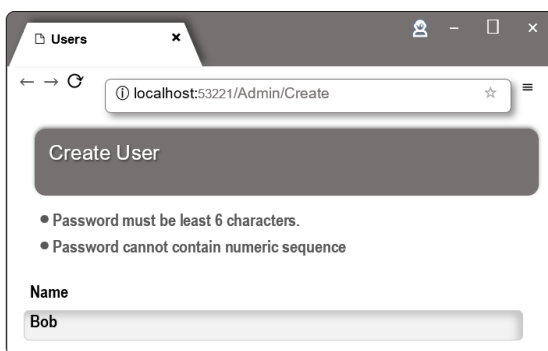 Users
localhost:53221/Admin/Create
Create User
Password must be least 6 characters.
Password cannot contain numeric sequence
Name
Bob